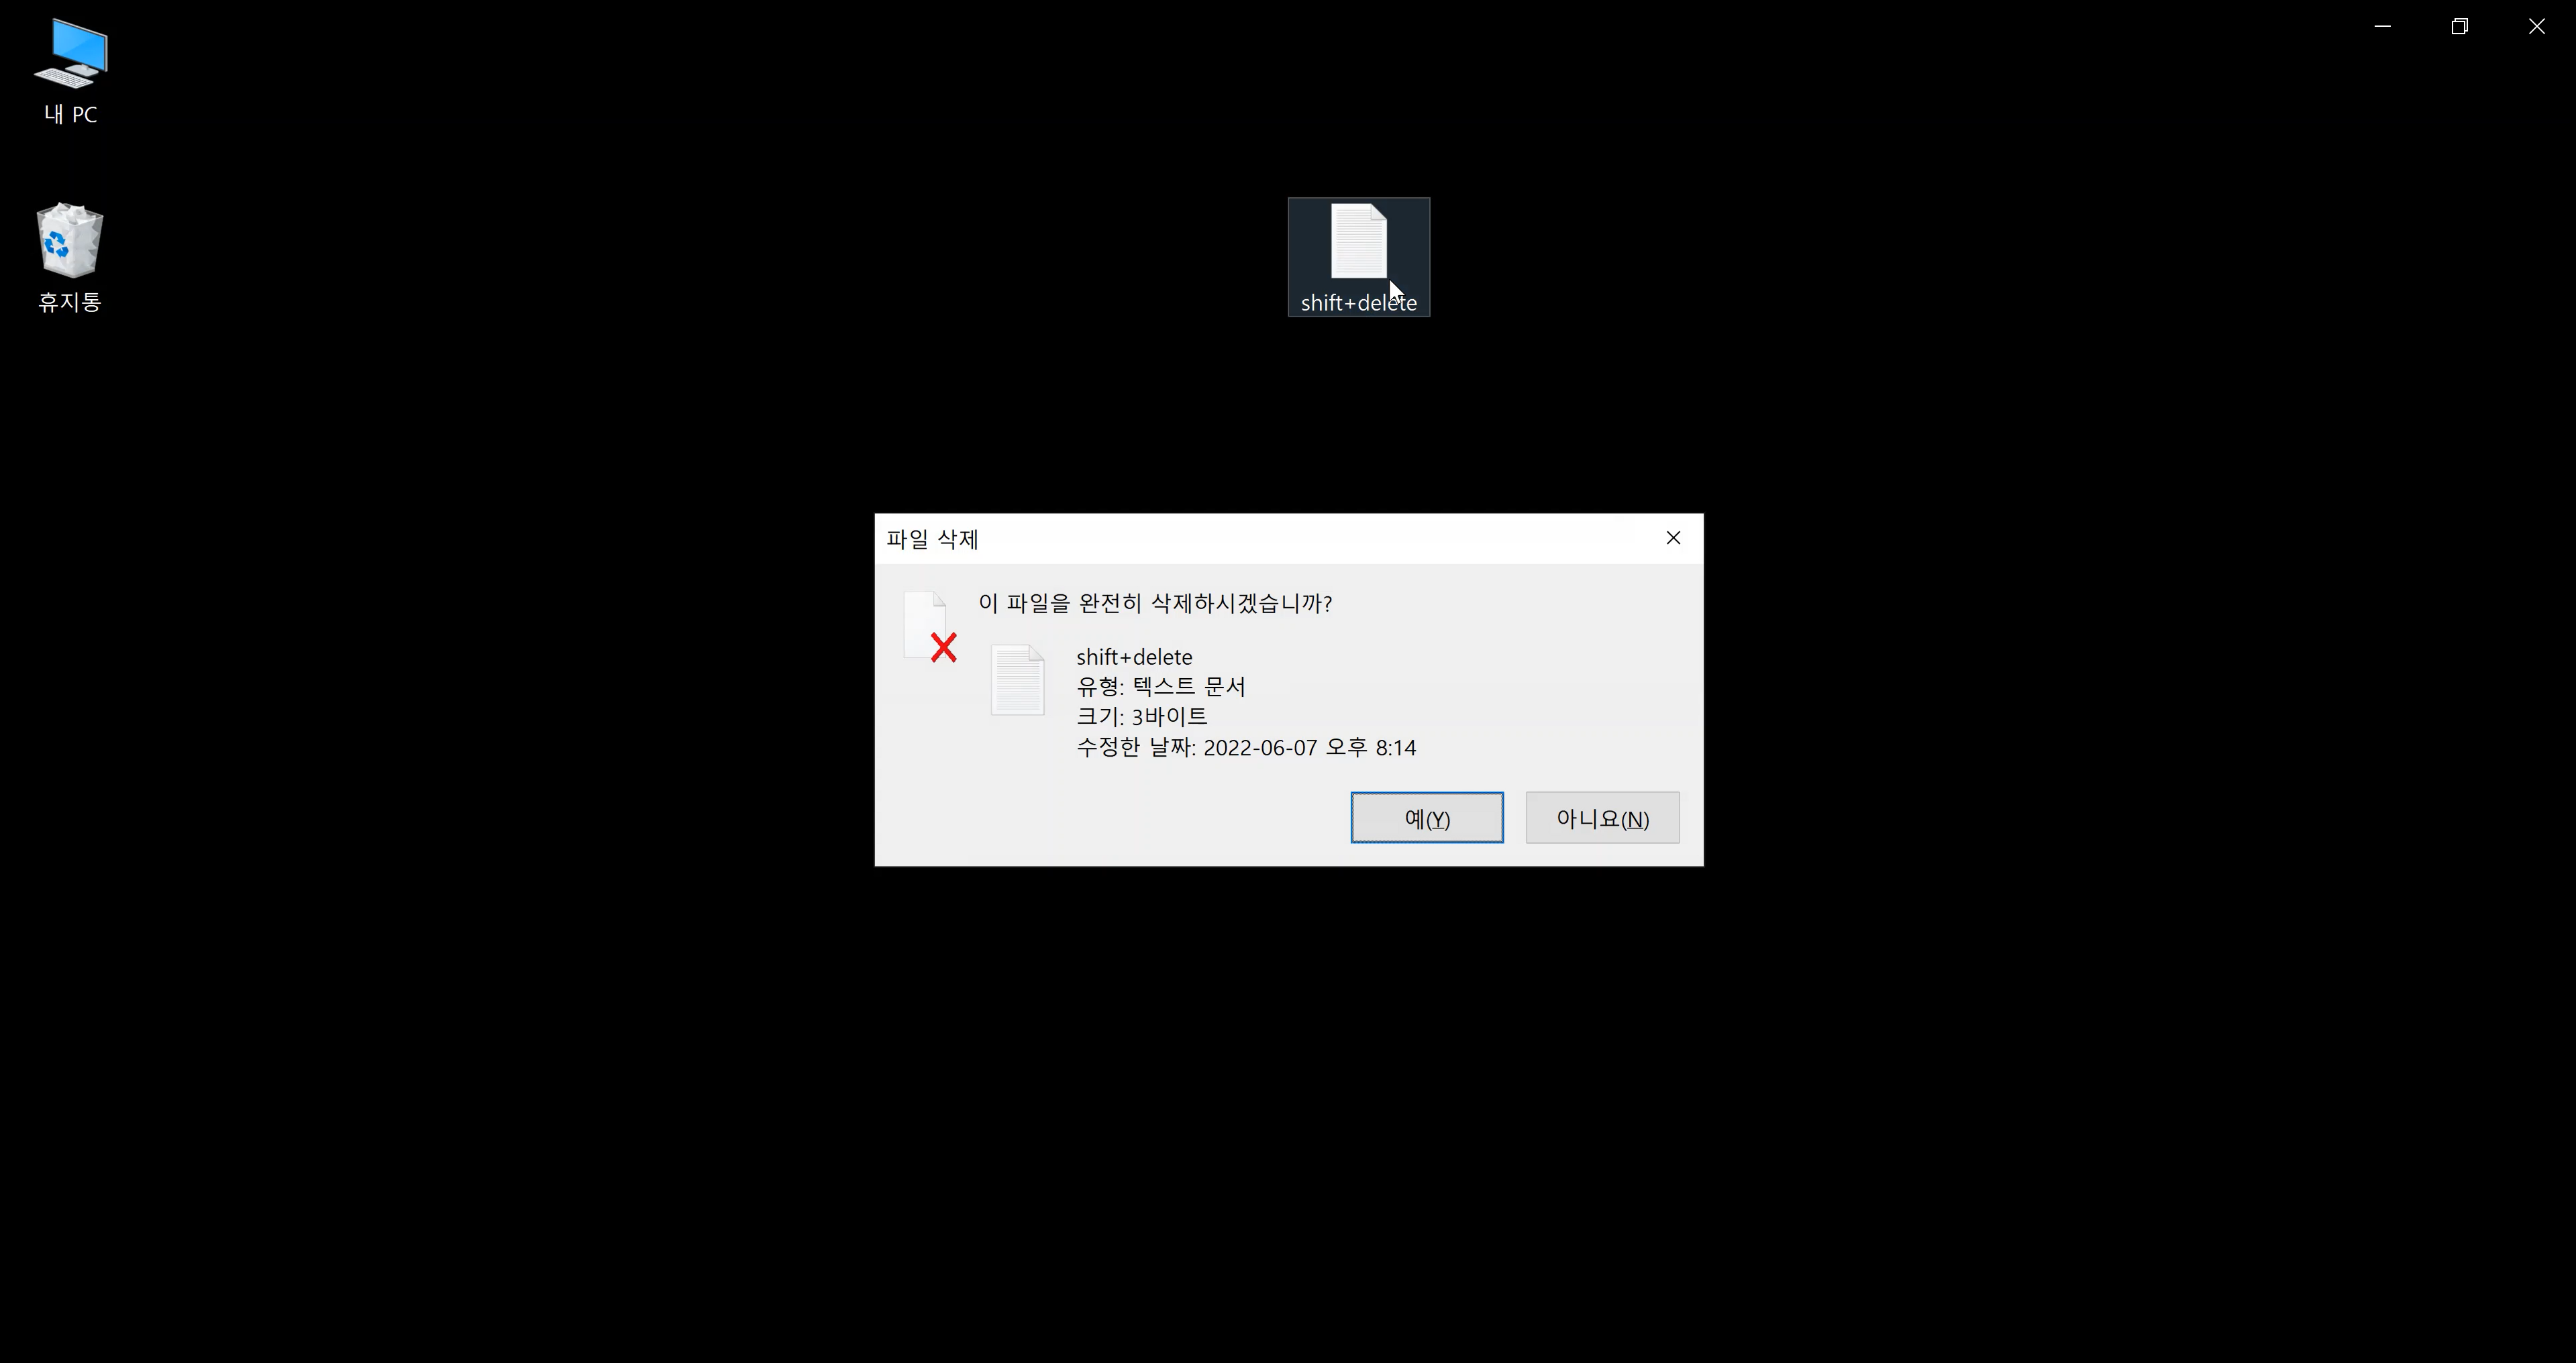 내 PC
휴지통
shift+delete
파일 삭제
이 파일을 완전히 삭제하시겠습니까?
shift+delete
유형: 텍스트 문서
크기: 3바이트
수정한 날짜: 2022-06-07 오후 8:14
예(Y)
아니요(N)